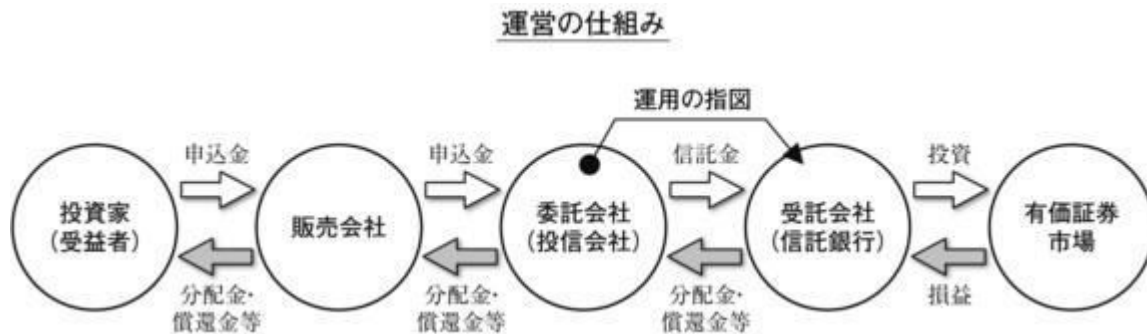 運営の仕組み
運用の指図
申込金
申込金
信託金
投資
投資家
(受益者)
販売会社
委託会社
(投信会社)
受託会社
(信託銀行)
有価証券
市場
分配金・
償還金等
分配金・
償還金等
分配金・
償還金等
損益